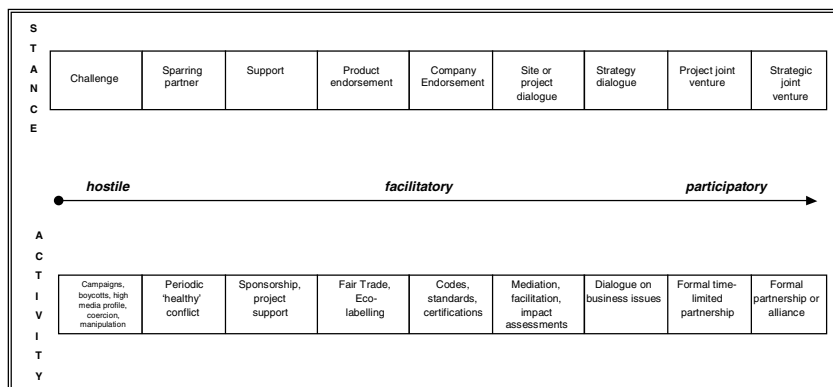 STANCE
Challenge
Sparring
partner
Support
Product
endorsement
Company
Endorsement
Site or
project
dialogue
Strategy
dialogue
Project joint
venture
Strategic
joint
venture
hostile
facilitatory
participatory
ACTIVITY
Campaigns,
boycotts, high
media profile,
coercion,
manipulation
Periodic
‘healthy’
conflict
Sponsorship,
project
support
Fair Trade,
Eco-
labelling
Codes,
standards,
certifications
Mediation,
facilitation,
impact
assessments
Dialogue on
business issues
Formal time-
limited
partnership
Formal
partnership or
alliance